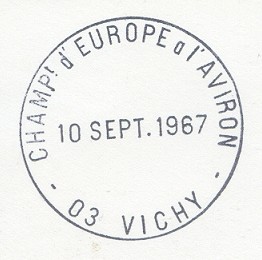 CHAMPt. d'EUROPE a l'AVIRON
10 SEPT. 1967
- 03 VICHY -